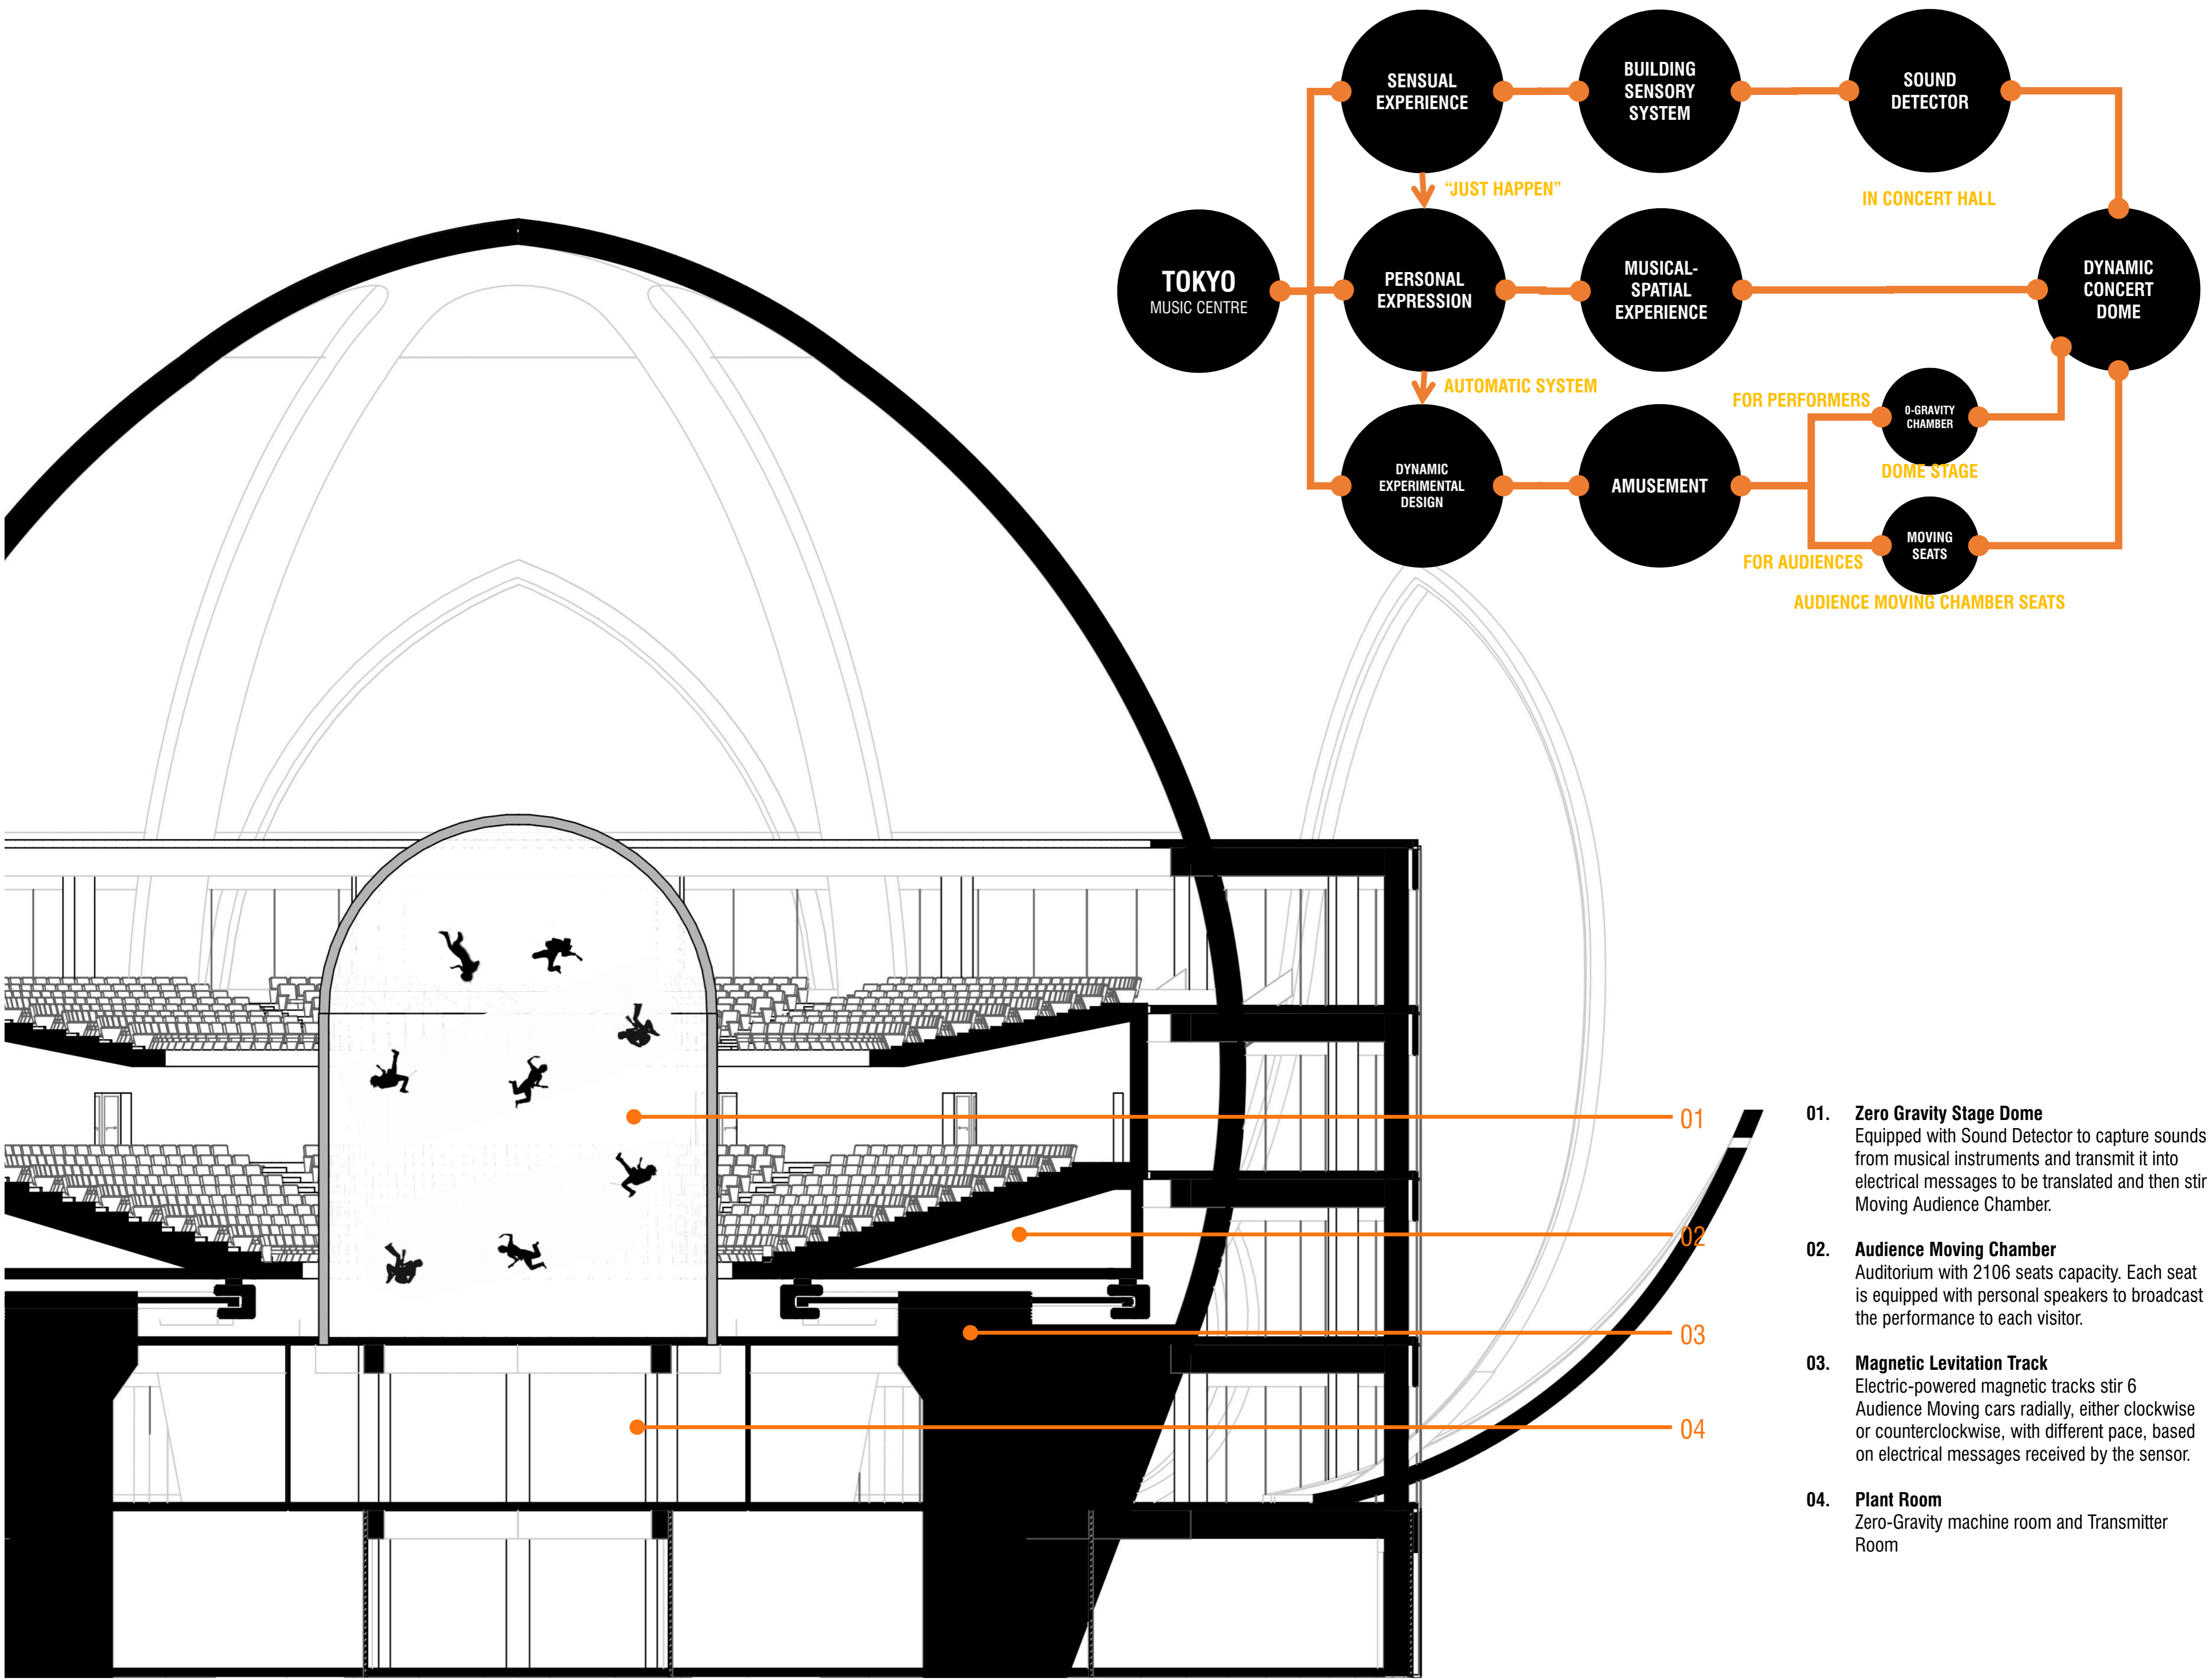 SENSUAL
EXPERIENCE
BUILDING
SENSORY
SYSTEM
SOUND
DETECTOR
“JUST HAPPEN”
IN CONCERT HALL
TOKYO
MUSIC CENTRE
PERSONAL
EXPRESSION
MUSICAL-
SPATIAL
EXPERIENCE
DYNAMIC
CONCERT
DOME
AUTOMATIC SYSTEM
FOR PERFORMERS
0-GRAVITY
CHAMBER
DOME STAGE
DYNAMIC
EXPERIMENTAL
DESIGN
AMUSEMENT
MOVING
SEATS
FOR AUDIENCES
AUDIENCE MOVING CHAMBER SEATS
01
02
03
04
01. Zero Gravity Stage Dome
Equipped with Sound Detector to capture sounds
from musical instruments and transmit it into
electrical messages to be translated and then stir
Moving Audience Chamber.
02. Audience Moving Chamber
Auditorium with 2106 seats capacity. Each seat
is equipped with personal speakers to broadcast
the performance to each visitor.
03. Magnetic Levitation Track
Electric-powered magnetic tracks stir 6
Audience Moving cars radially, either clockwise
or counterclockwise, with different pace, based
on electrical messages received by the sensor.
04. Plant Room
Zero-Gravity machine room and Transmitter
Room